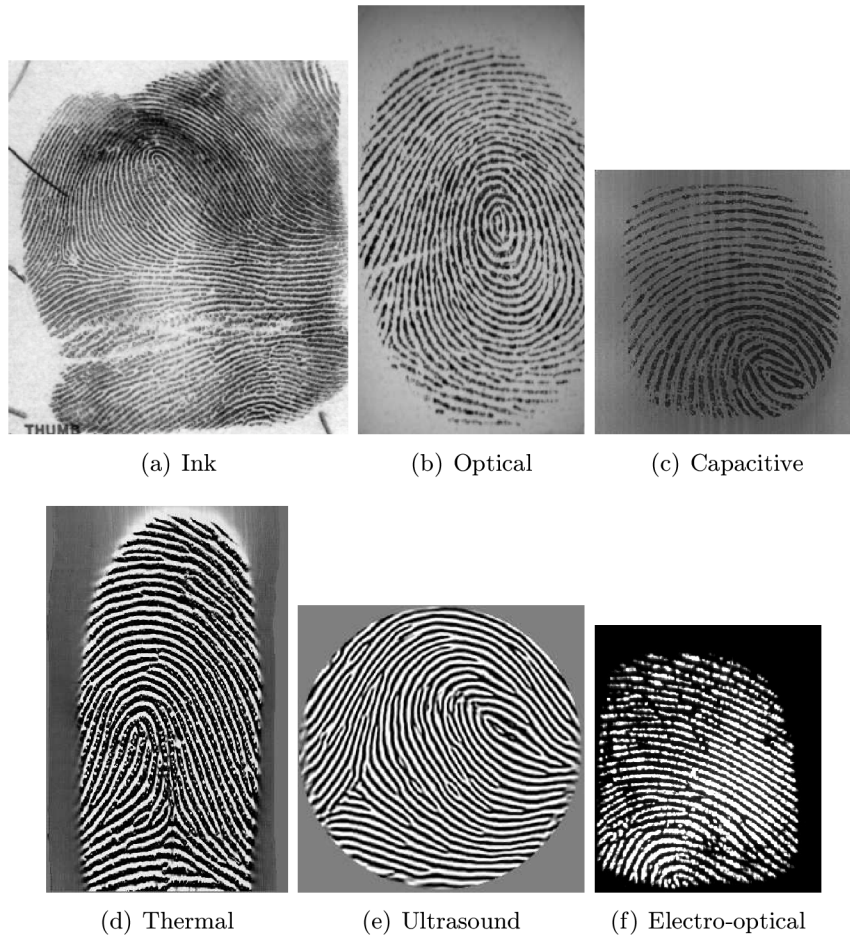 THUMB
(a) Ink
(b) Optical
(c) Capacitive
(d) Thermal
(e) Ultrasound
(f) Electro-optical